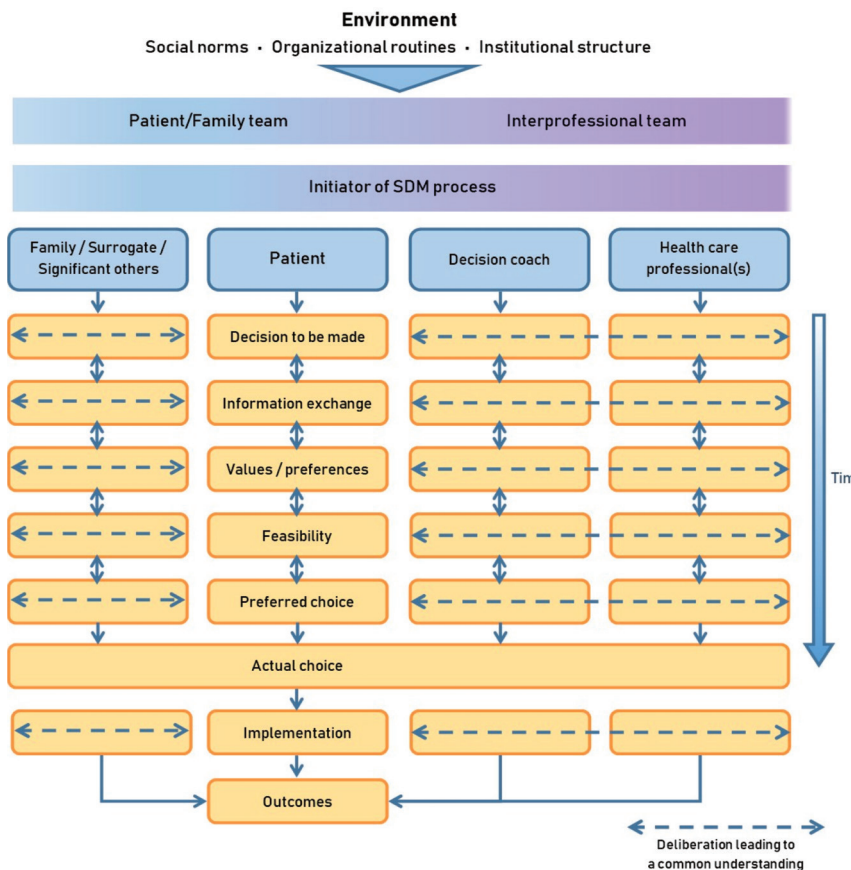 Environment
Social norms · Organizational routines · Institutional structure
Patient/Family team
Interprofessional team
Initiator of SDM process
Family / Surrogate /
Significant others
Patient
Decision coach
Health care
professional(s)
Decision to be made
Information exchange
Values / preferences
Tim
Feasibility
Preferred choice
Actual choice
Implementation
Outcomes
Deliberation leading to
a common understanding